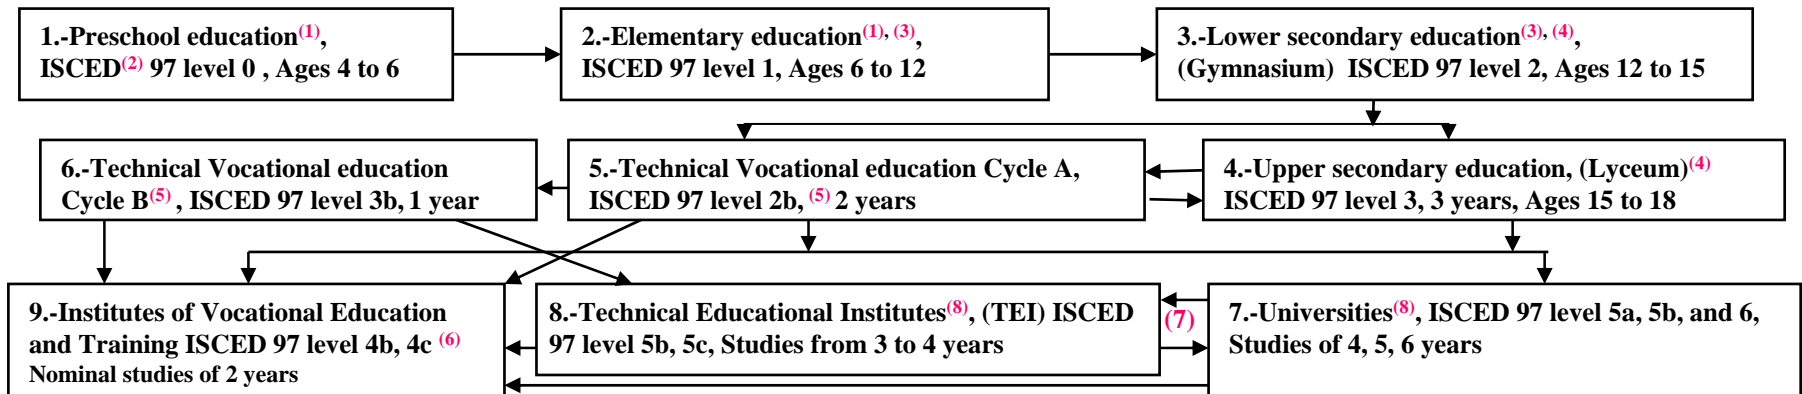 1.-Preschool education(1),
ISCED(2) 97 level 0 , Ages 4 to 6
2.-Elementary education(1), (3),
ISCED 97 level 1, Ages 6 to 12
3.-Lower secondary education(3), (4),
(Gymnasium) ISCED 97 level 2, Ages 12 to 15
6.-Technical Vocational education
Cycle B(5) , ISCED 97 level 3b, 1 year
5.-Technical Vocational education Cycle A,
ISCED 97 level 2b, (5) 2 years
4.-Upper secondary education, (Lyceum)(4)
ISCED 97 level 3, 3 years, Ages 15 to 18
9.-Institutes of Vocational Education
and Training ISCED 97 level 4b, 4c (6)
Nominal studies of 2 years
8.-Technical Educational Institutes(8), (TEI) ISCED
97 level 5b, 5c, Studies from 3 to 4 years
(7)
7.-Universities(8), ISCED 97 level 5a, 5b, and 6,
Studies of 4, 5, 6 years